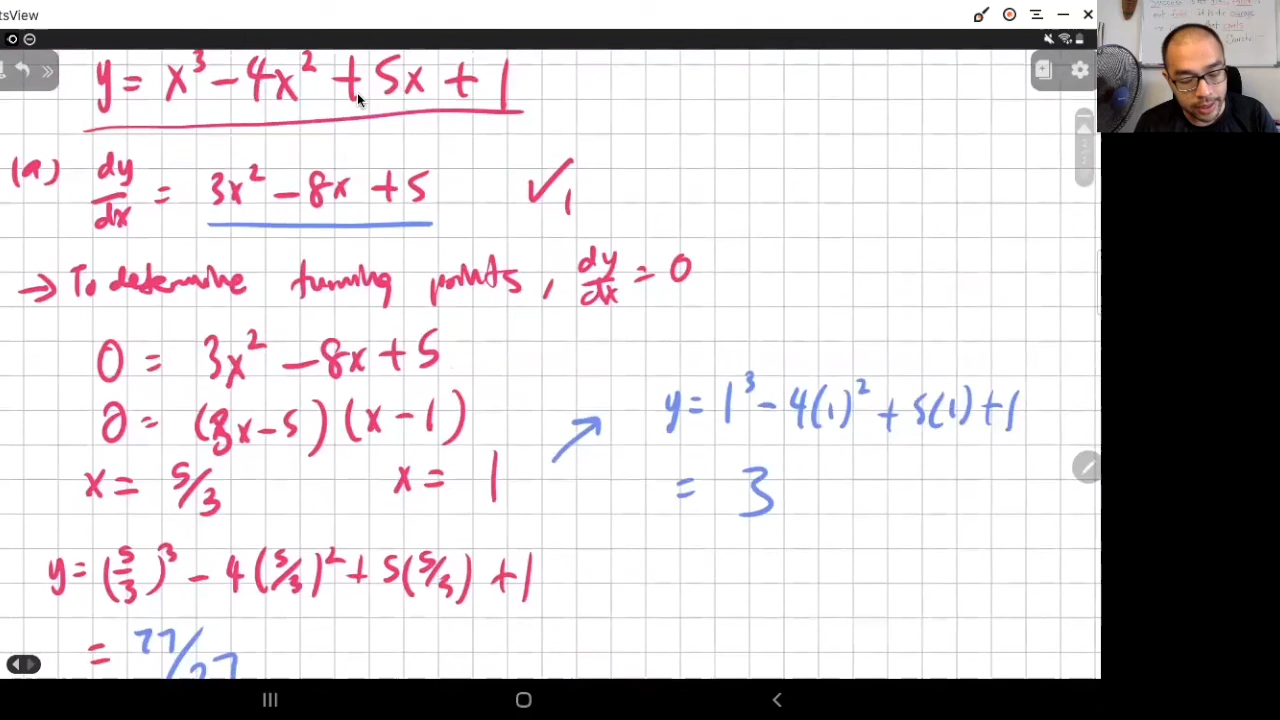 tsView
y = x³ - 4x² + 5x + 1
(a) dy/dx = 3x² - 8x + 5 ✓1
→ To determine turning points, dy/dx = 0
0 = 3x² - 8x + 5
0 = (3x - 5)(x - 1)
x = 5/3 x = 1
y = 1³ - 4(1)² + 5(1) + 1
= 3
y = (5/3)³ - 4(5/3)² + 5(5/3) + 1
= 77/27